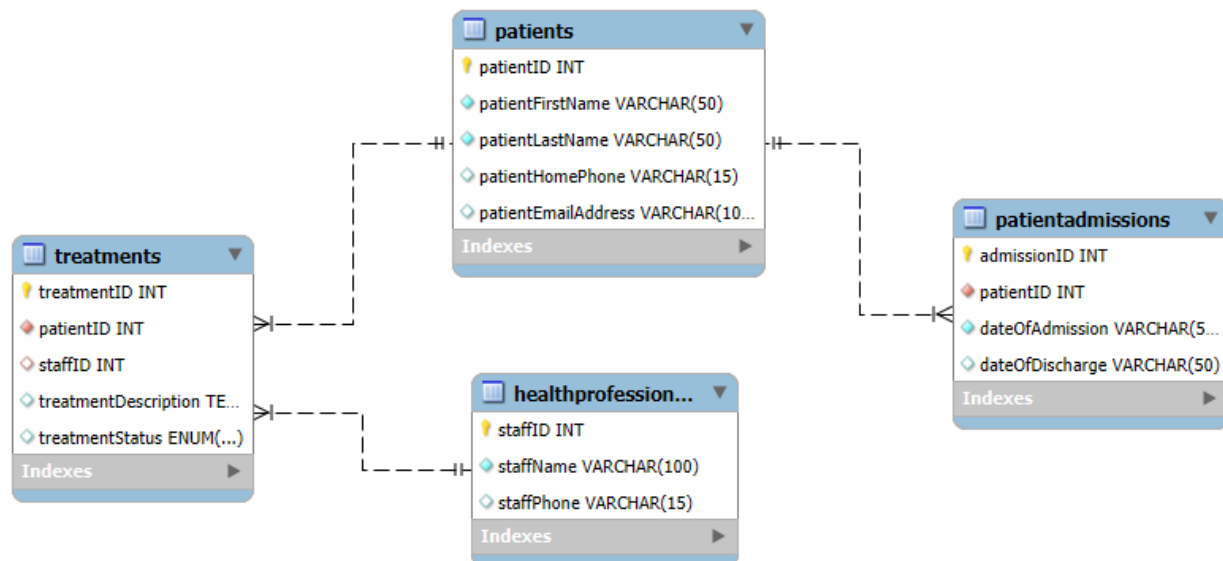 patients
patientID INT
patientFirstName VARCHAR(50)
patientLastName VARCHAR(50)
patientHomePhone VARCHAR(15)
patientEmailAddress VARCHAR(10...
Indexes
treatments
treatmentID INT
patientID INT
staffID INT
treatmentDescription TE...
treatmentStatus ENUM(...)
Indexes
healthprofession...
staffID INT
staffName VARCHAR(100)
staffPhone VARCHAR(15)
Indexes
patientadmissions
admissionID INT
patientID INT
dateOfAdmission VARCHAR(5...
dateOfDischarge VARCHAR(50)
Indexes